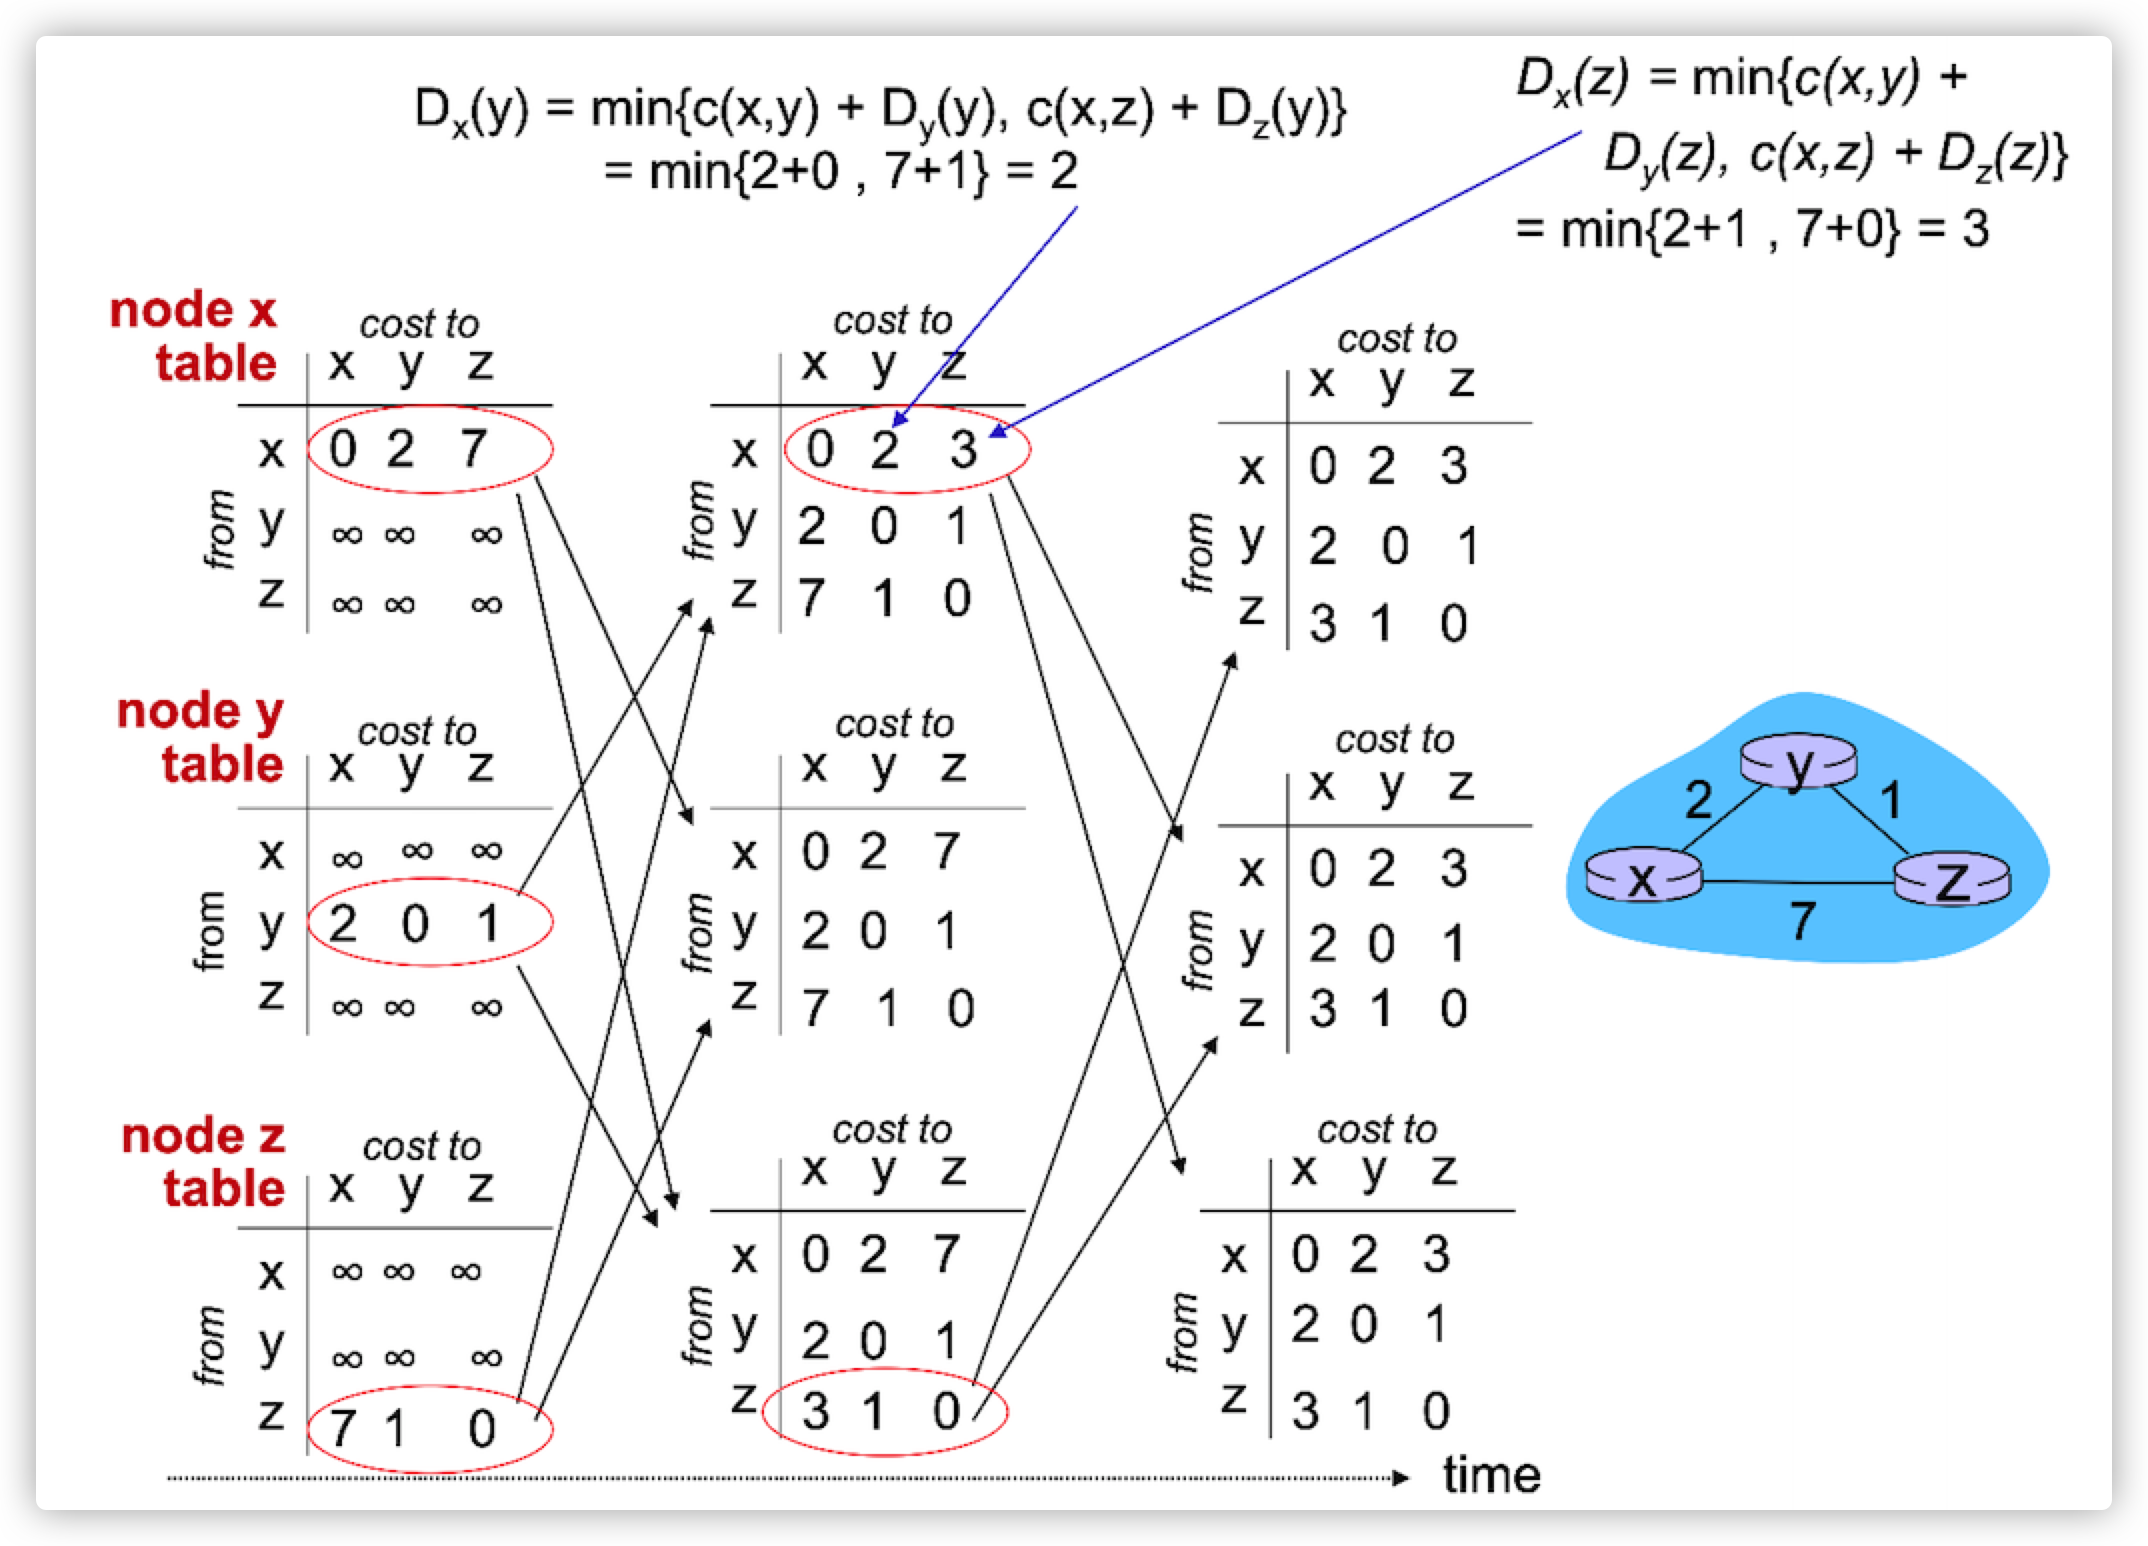 D_x(y) = min{c(x,y) + D_y(y), c(x,z) + D_z(y)}
= min{2+0 , 7+1} = 2
D_x(z) = min{c(x,y) +
D_y(z), c(x,z) + D_z(z)}
= min{2+1 , 7+0} = 3
node x
table
cost to
x y z
from
x 0 2 7
y ∞ ∞ ∞
z ∞ ∞ ∞
cost to
x y z
from
x 0 2 3
y 2 0 1
z 7 1 0
cost to
x y z
from
x 0 2 3
y 2 0 1
z 3 1 0
node y
table
cost to
x y z
from
x ∞ ∞ ∞
y 2 0 1
z ∞ ∞ ∞
cost to
x y z
from
x 0 2 7
y 2 0 1
z 7 1 0
cost to
x y z
from
x 0 2 3
y 2 0 1
z 3 1 0
y
2 1
x z
7
node z
table
cost to
x y z
from
x ∞ ∞ ∞
y ∞ ∞ ∞
z 7 1 0
cost to
x y z
from
x 0 2 7
y 2 0 1
z 3 1 0
cost to
x y z
from
x 0 2 3
y 2 0 1
z 3 1 0
time